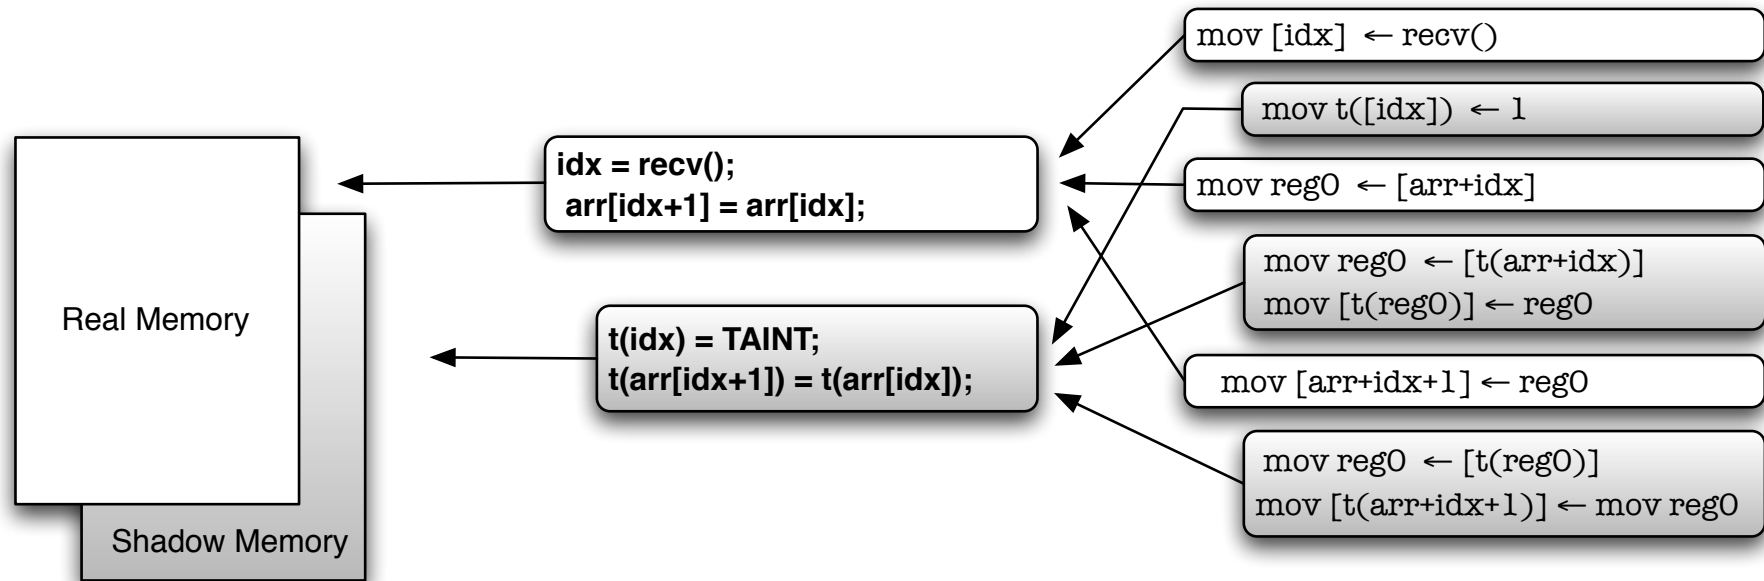 Real Memory
Shadow Memory
idx = recv();
arr[idx+1] = arr[idx];
t(idx) = TAINT;
t(arr[idx+1]) = t(arr[idx]);
mov [idx] ← recv()
mov t([idx]) ← 1
mov reg0 ← [arr+idx]
mov reg0 ← [t(arr+idx)]
mov [t(reg0)] ← reg0
mov [arr+idx+1] ← reg0
mov reg0 ← [t(reg0)]
mov [t(arr+idx+1)] ← mov reg0